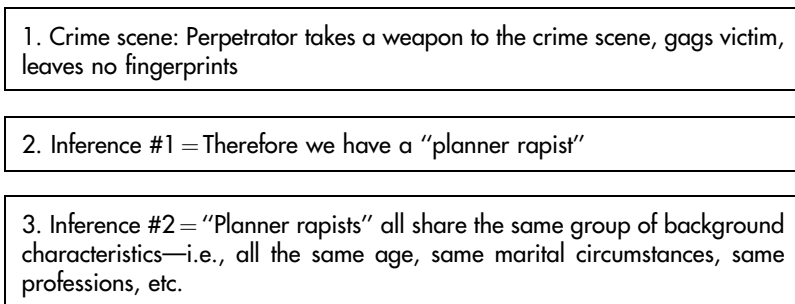 1. Crime scene: Perpetrator takes a weapon to the crime scene, gags victim,
leaves no fingerprints
2. Inference #1 = Therefore we have a “planner rapist”
3. Inference #2 = “Planner rapists” all share the same group of background
characteristics—i.e., all the same age, same marital circumstances, same
professions, etc.